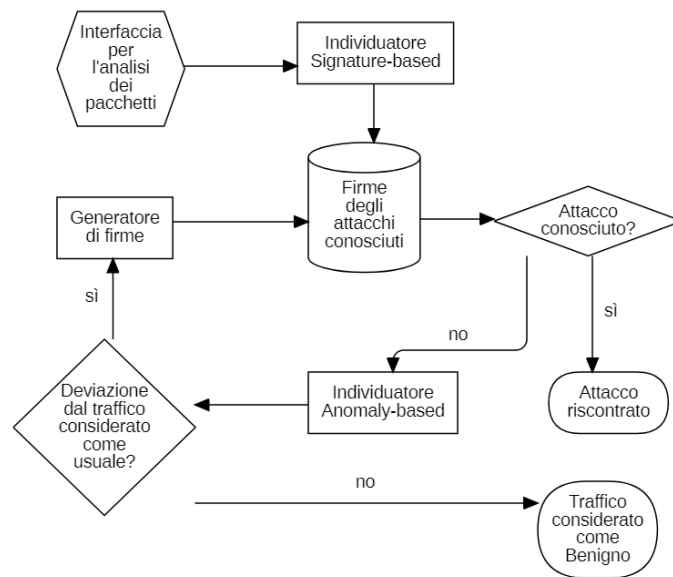 Interfaccia
per
l'analisi
dei
pacchetti
Individuatore
Signature-based
Firme
degli
attacchi
conosciuti
Generatore
di firme
Attacco
conosciuto?
sì
sì
no
Deviazione
dal traffico
considerato
come
usuale?
Individuatore
Anomaly-based
Attacco
riscontrato
no
Traffico
considerato
come
Benigno